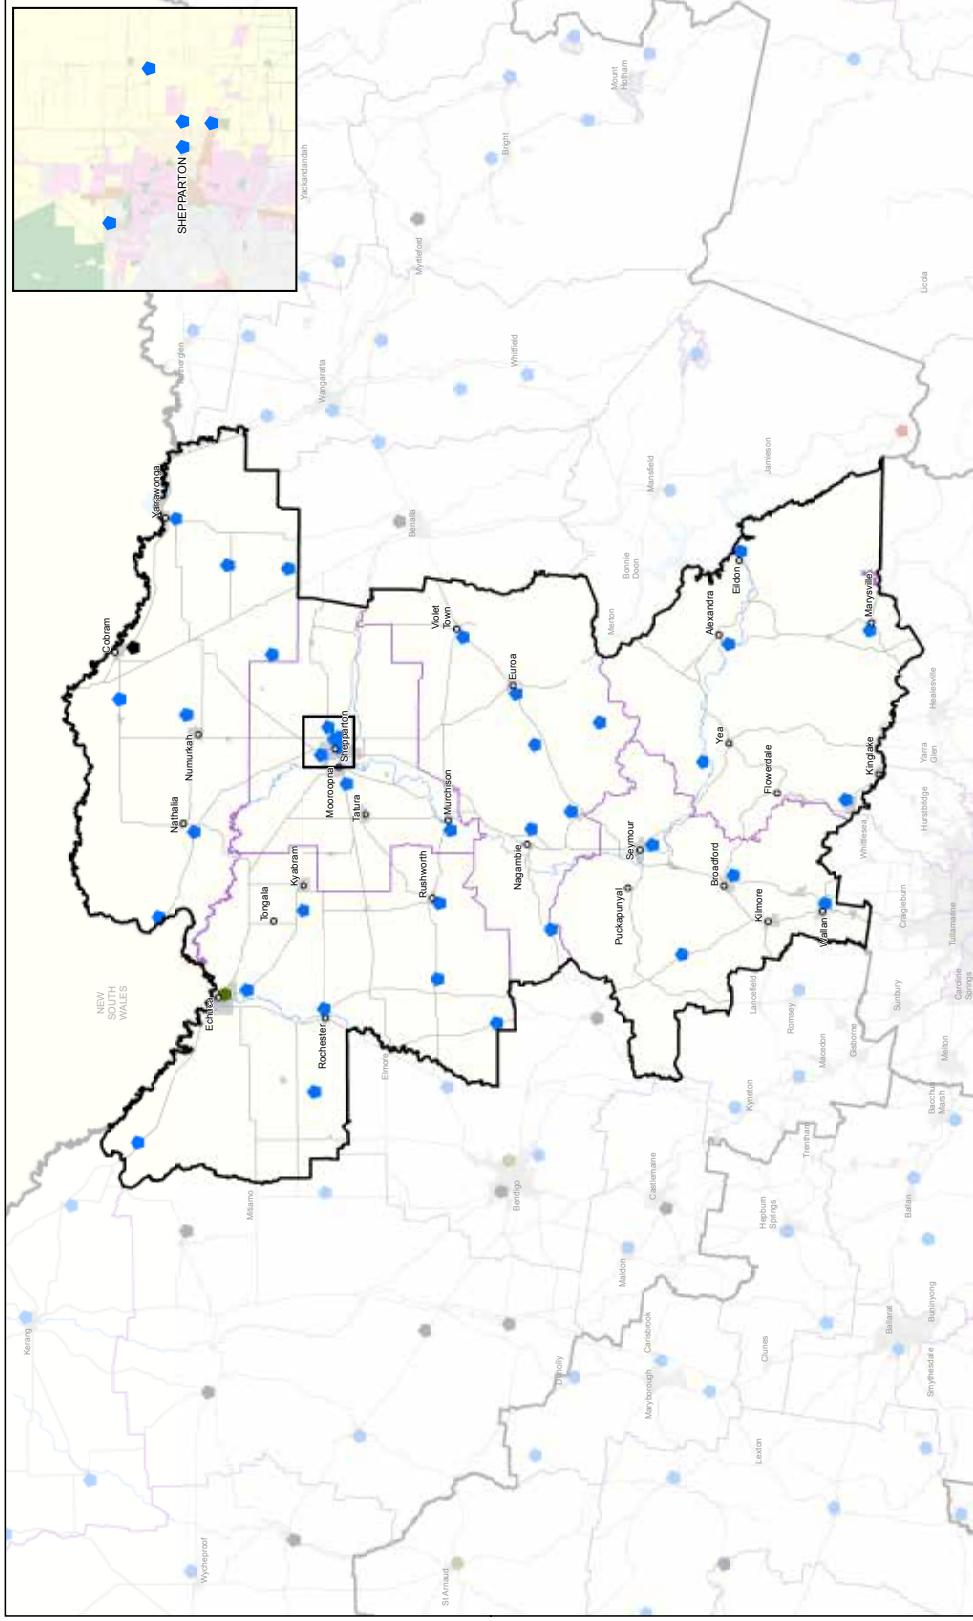 SHEPPARTON
Yackandandah
Mount
Hotham
Bright
Myrtleford
Licola
Wangaratta
Whitfield
Mansfield
Jamieson
Benalla
Bonnie
Doon
Merton
Yarrawonga
Cobram
Numurkah
Nathalia
Violet
Town
Euroa
Eildon
Alexandra
Marysville
Healesville
Yarra
Glen
Hurstbridge
Whittlesea
Kinglake
Flowerdale
Yea
Shepparton
Mooroopna
Tatura
Murchison
Kyabram
Tongala
Rushworth
Nagambie
Seymour
Puckapunyal
Broadford
Kilmore
Wallan
Craigieburn
Tullamarine
Caroline
Springs
Sunbury
Melton
Bacchus
Marsh
Lancefield
Romsey
Macedon
Gisborne
Kyneton
Trentham
NEW
SOUTH
WALES
Echuca
Rochester
Elmore
Mitiamo
Bendigo
Castlemaine
Maldon
Hepburn
Springs
Ballan
Buninyong
Ballarat
Smythesdale
Clunes
Carisbrook
Maryborough
Dunolly
Lexton
Kerang
Wycheproof
St Arnaud